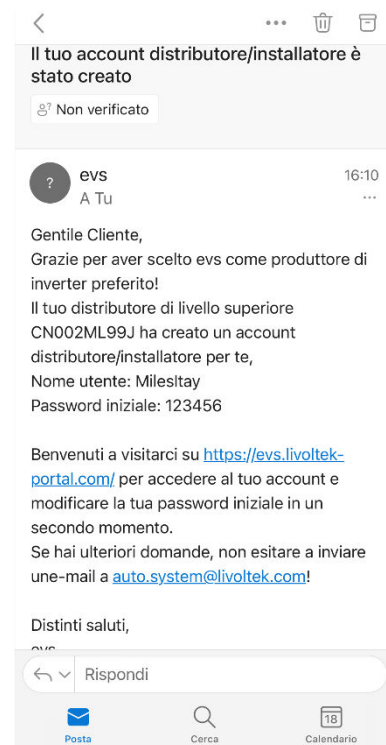 Il tuo account distributore/installatore è
stato creato
Non verificato
?
evs
16:10
A Tu
Gentile Cliente,
Grazie per aver scelto evs come produttore di
inverter preferito!
Il tuo distributore di livello superiore
CN002ML99J ha creato un account
distributore/installatore per te,
Nome utente: MilesItay
Password iniziale: 123456
Benvenuti a visitarci su https://evs.livoltek-
portal.com/ per accedere al tuo account e
modificare la tua password iniziale in un
secondo momento.
Se hai ulteriori domande, non esitare a inviare
une-mail a auto.system@livoltek.com!
Distinti saluti,
evs
Rispondi
18
Posta
Cerca
Calendario